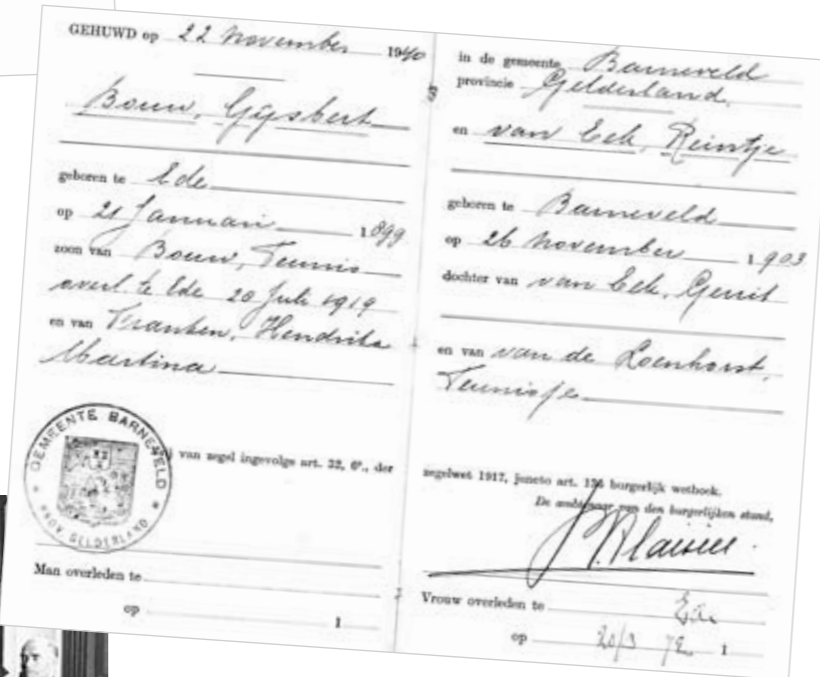 GEHUWD op 22 November 1940
Bouw, Gijsbert
geboren te Ede
op 21 Januari 1899
zoon van Bouw, Teunis
overl. te Ede 20 Juli 1919
en van Franken, Hendrika
Martina
GEMEENTE BARNEVELD
PROV. GELDERLAND
van zegel ingevolge art. 32, 6°., der
Man overleden te
op 1
in de gemeente Barneveld
provincie Gelderland,
en van Eck, Reintje
geboren te Barneveld
op 26 November 1903
dochter van van Eck, Gerrit
en van van de Loenhorst,
Teunisje
zegelwet 1917, juncto art. burgerlijk wetboek.
De ambtenaar van den burgerlijken stand,
Vrouw overleden te Ede
op 20/3 72 1